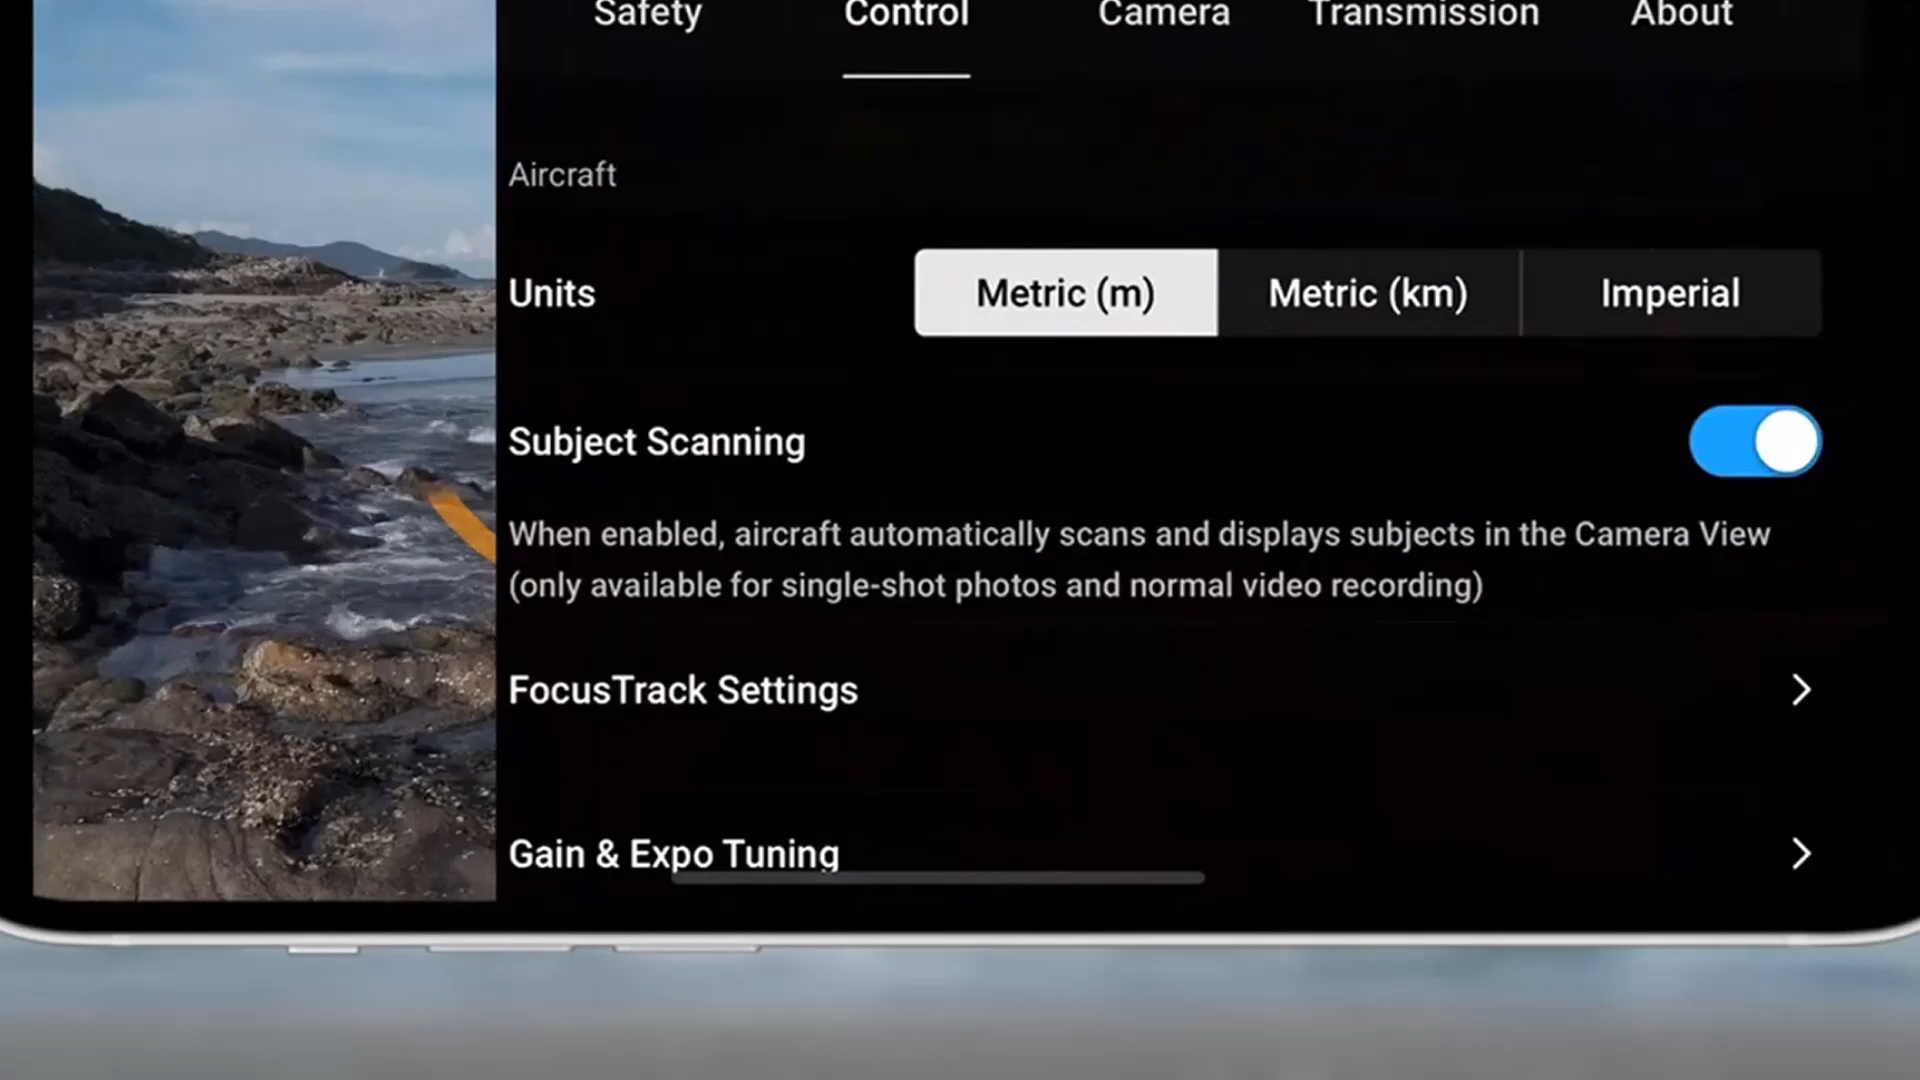 Safety Control Camera Transmission About
Aircraft
Units Metric (m) Metric (km) Imperial
Subject Scanning
When enabled, aircraft automatically scans and displays subjects in the Camera View
(only available for single-shot photos and normal video recording)
FocusTrack Settings
Gain & Expo Tuning